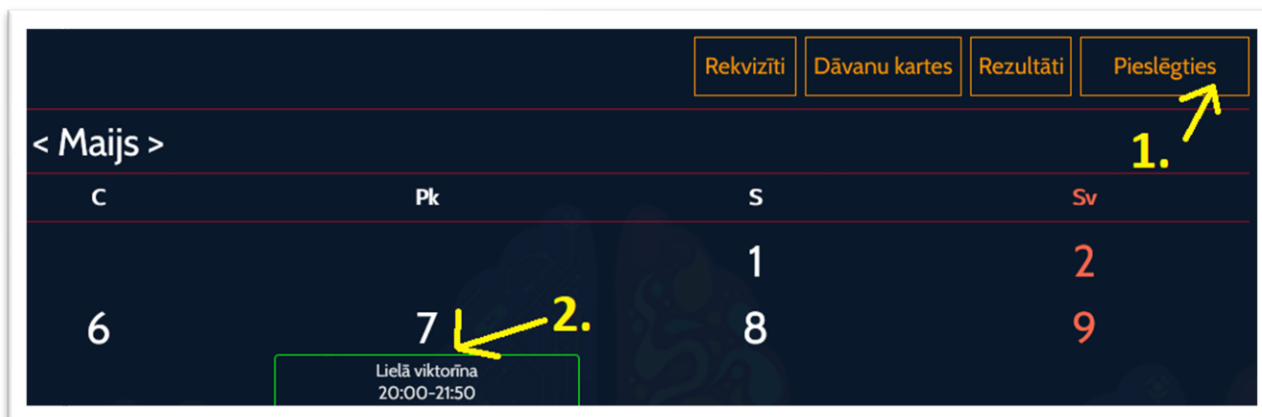 Rekvizīti Dāvanu kartes Rezultāti Pieslēgties
< Maijs >
1.
C Pk S Sv
1 2
6 7 2. 8 9
Lielā viktorīna
20:00-21:50